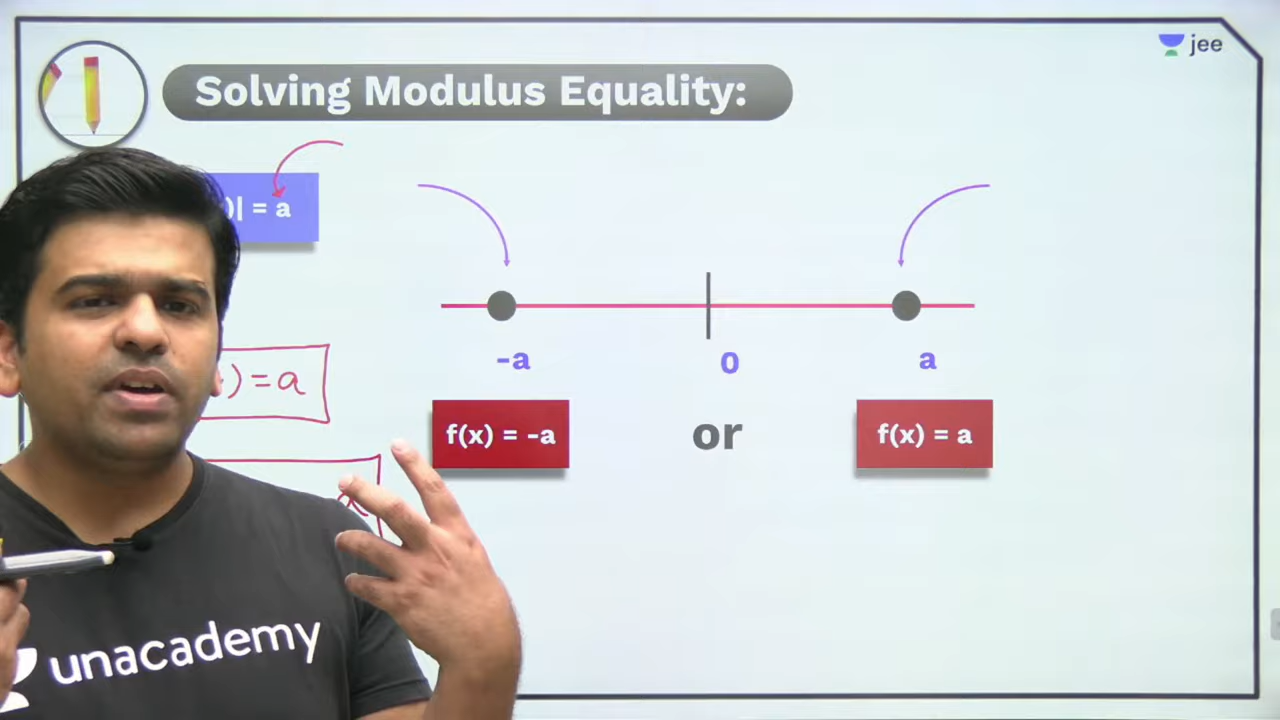 jee
Solving Modulus Equality:
)| = a
-a 0 a
) = a
f(x) = -a or f(x) = a
unacademy